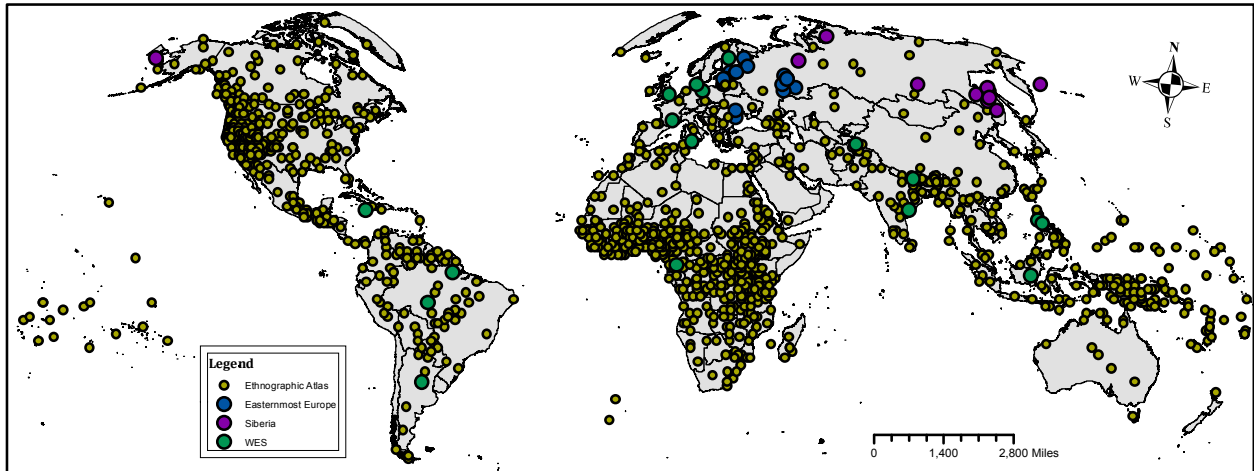 N
W E
S
Legend
Ethnographic Atlas
Easternmost Europe
Siberia
WES
0 1,400 2,800 Miles